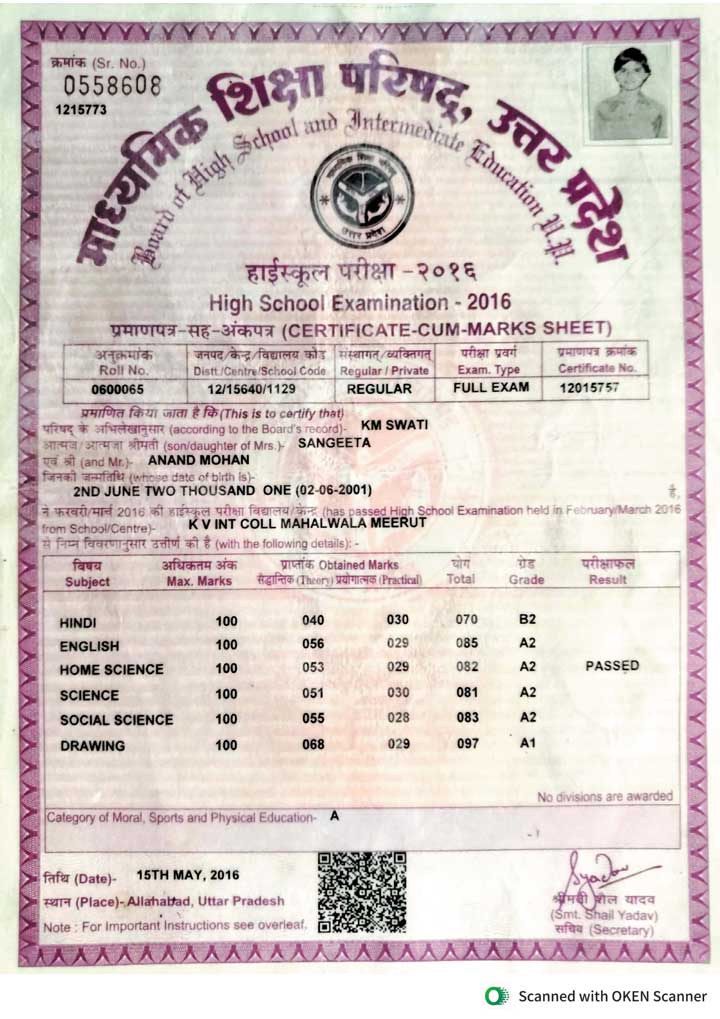 क्रमांक (Sr. No.)
0558608
1215773
माध्यमिक शिक्षा परिषद्, उत्तर प्रदेश
Board of High School and Intermediate Education U.P.
माध्यमिक शिक्षा परिषद्
उत्तर प्रदेश
हाईस्कूल परीक्षा - २०१६
High School Examination - 2016
प्रमाणपत्र-सह-अंकपत्र (CERTIFICATE-CUM-MARKS SHEET)
अनुक्रमांक जनपद/केन्द्र/विद्यालय कोड संस्थागत/व्यक्तिगत परीक्षा प्रवर्ग प्रमाणपत्र क्रमांक
Roll No. Distt./Centre/School Code Regular / Private Exam. Type Certificate No.
0600065 12/15640/1129 REGULAR FULL EXAM 12015757
प्रमाणित किया जाता है कि (This is to certify that)
परिषद के अभिलेखानुसार (according to the Board's record)- KM SWATI
आत्मज/आत्मजा श्रीमती (son/daughter of Mrs.)- SANGEETA
एवं श्री (and Mr.)- ANAND MOHAN
जिनकी जन्मतिथि (whose date of birth is)-
2ND JUNE TWO THOUSAND ONE (02-06-2001) है,
ने फरवरी/मार्च 2016 की हाईस्कूल परीक्षा विद्यालय/केन्द्र (has passed High School Examination held in February/March 2016
from School/Centre)- K V INT COLL MAHALWALA MEERUT
से निम्न विवरणानुसार उत्तीर्ण की है (with the following details): -
विषय अधिकतम अंक प्राप्तांक Obtained Marks योग ग्रेड परीक्षाफल
Subject Max. Marks सैद्धान्तिक (Theory) प्रयोगात्मक (Practical) Total Grade Result
HINDI 100 040 030 070 B2
ENGLISH 100 056 029 085 A2
HOME SCIENCE 100 053 029 082 A2 PASSED
SCIENCE 100 051 030 081 A2
SOCIAL SCIENCE 100 055 028 083 A2
DRAWING 100 068 029 097 A1
No divisions are awarded
Category of Moral, Sports and Physical Education- A
तिथि (Date)- 15TH MAY, 2016
स्थान (Place)- Allahabad, Uttar Pradesh
Note : For Important Instructions see overleaf.
श्रीमती शैल यादव
(Smt. Shail Yadav)
सचिव (Secretary)
Scanned with OKEN Scanner